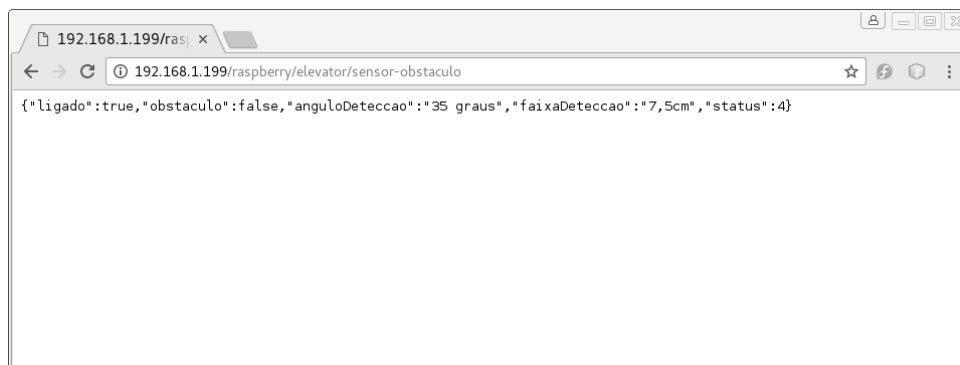 192.168.1.199/rasp
192.168.1.199/raspberry/elevator/sensor-obstaculo
{"ligado":true,"obstaculo":false,"anguloDeteccao":"35 graus","faixaDeteccao":"7,5cm","status":4}